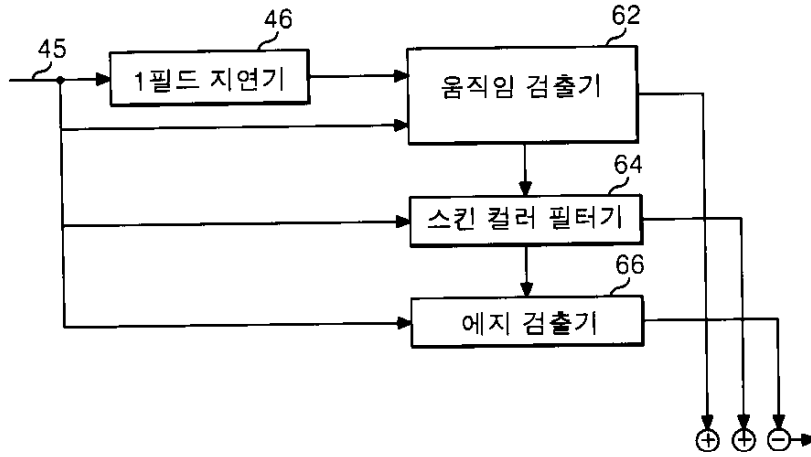 45
46
1필드 지연기
62
움직임 검출기
64
스킨 컬러 필터기
66
에지 검출기
+ + -